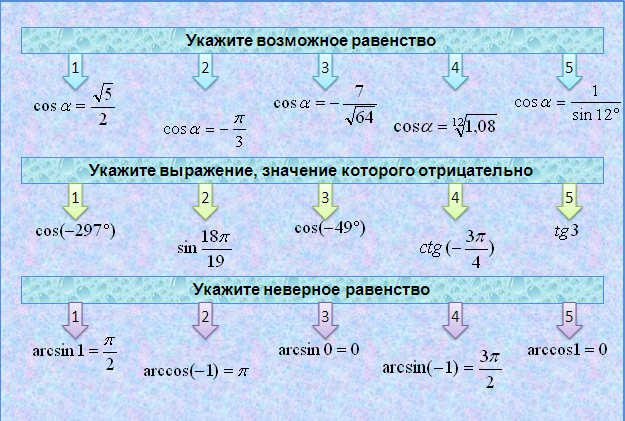 Укажите возможное равенство
1 2 3 4 5
cos α = √5/2
cos α = −π/3
cos α = −7/√64
cos α = ¹²√1,08
cos α = 1/sin 12°
Укажите выражение, значение которого отрицательно
1 2 3 4 5
cos(−297°)
sin 18π/19
cos(−49°)
ctg(−3π/4)
tg3
Укажите неверное равенство
1 2 3 4 5
arcsin 1 = π/2
arccos(−1) = π
arcsin 0 = 0
arcsin(−1) = 3π/2
arccos1 = 0